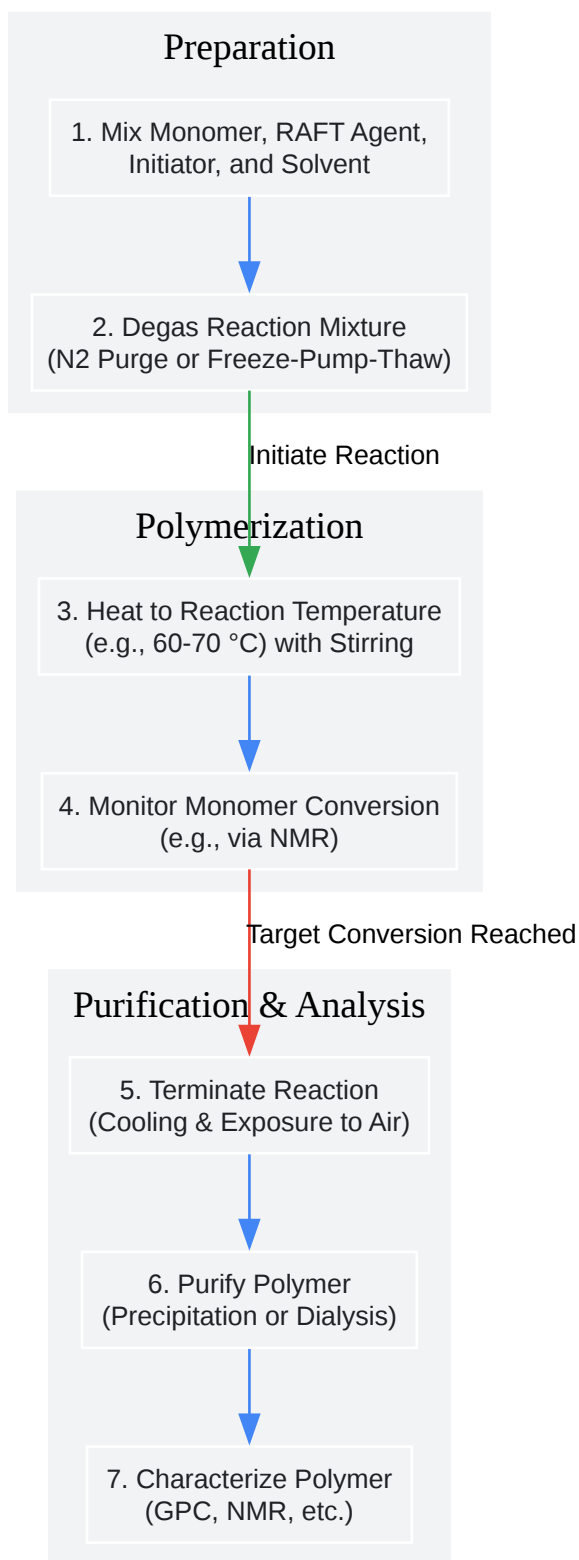 Preparation
1. Mix Monomer, RAFT Agent,
Initiator, and Solvent
2. Degas Reaction Mixture
(N2 Purge or Freeze-Pump-Thaw)
Initiate Reaction
Polymerization
3. Heat to Reaction Temperature
(e.g., 60-70 °C) with Stirring
4. Monitor Monomer Conversion
(e.g., via NMR)
Target Conversion Reached
Purification & Analysis
5. Terminate Reaction
(Cooling & Exposure to Air)
6. Purify Polymer
(Precipitation or Dialysis)
7. Characterize Polymer
(GPC, NMR, etc.)